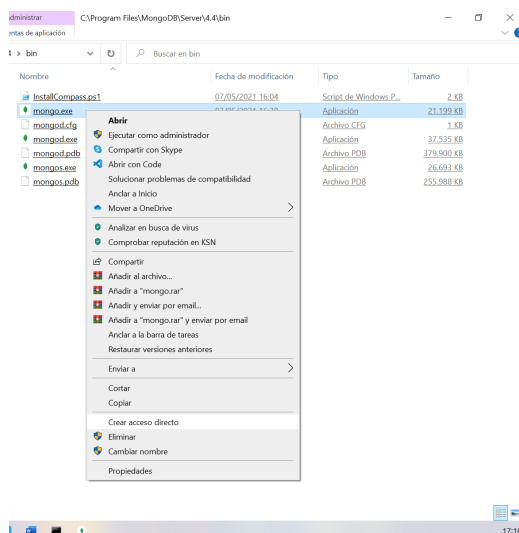 Administrar
C:\Program Files\MongoDB\Server\4.4\bin
entas de aplicación
bin
Buscar en bin
Nombre
Fecha de modificación
Tipo
Tamaño
InstallCompass.ps1 07/05/2021 16:04 Script de Windows P... 2 KB
mongo.exe Aplicación 21.199 KB
mongod.cfg Archivo CFG 1 KB
mongod.exe Aplicación 37.535 KB
mongod.pdb Archivo PDB 379.900 KB
mongos.exe Aplicación 26.693 KB
mongos.pdb Archivo PDB 255.988 KB
Abrir
Ejecutar como administrador
Compartir con Skype
Abrir con Code
Solucionar problemas de compatibilidad
Anclar a Inicio
Mover a OneDrive
Analizar en busca de virus
Comprobar reputación en KSN
Compartir
Añadir al archivo...
Añadir a "mongo.rar"
Añadir y enviar por email...
Añadir a "mongo.rar" y enviar por email
Anclar a la barra de tareas
Restaurar versiones anteriores
Enviar a
Cortar
Copiar
Crear acceso directo
Eliminar
Cambiar nombre
Propiedades